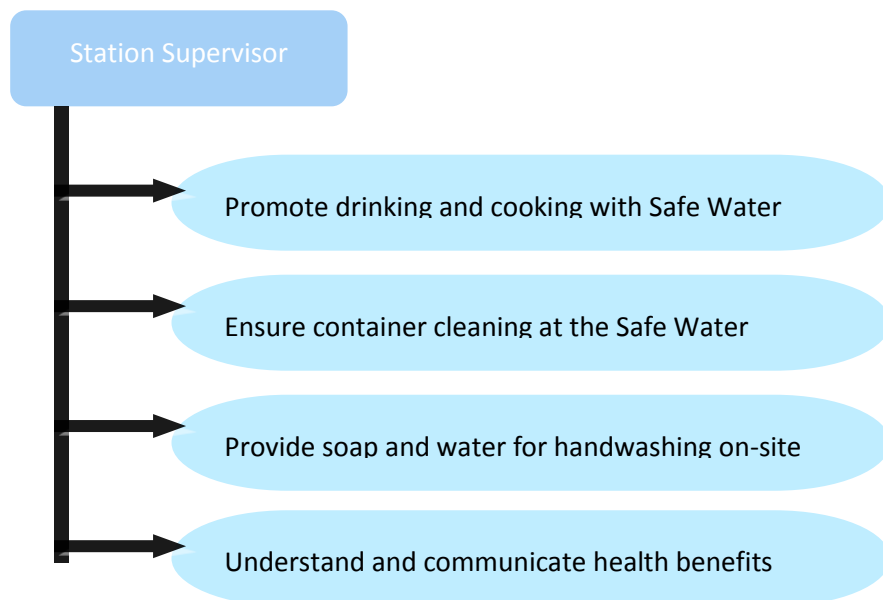 Station Supervisor
Promote drinking and cooking with Safe Water
Ensure container cleaning at the Safe Water
Provide soap and water for handwashing on-site
Understand and communicate health benefits